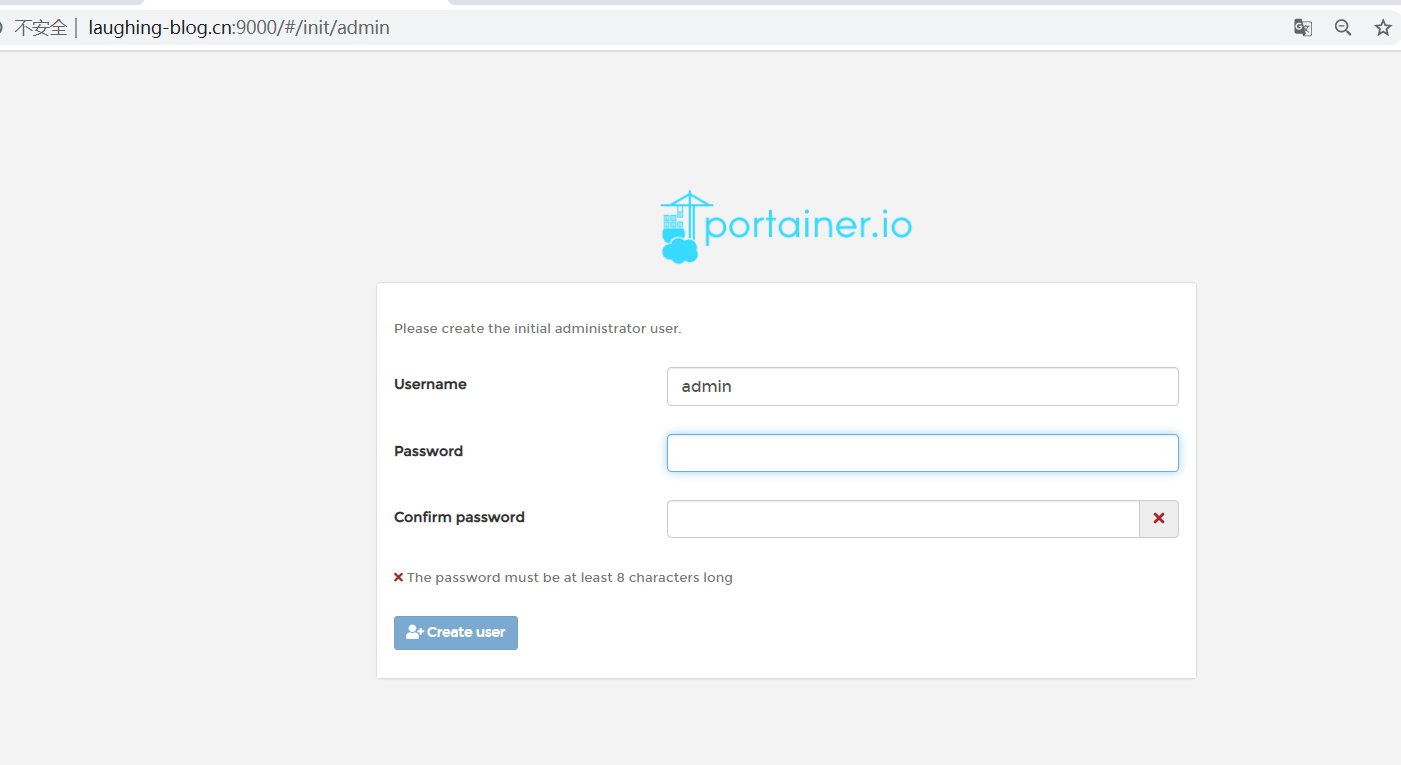 不安全 | laughing-blog.cn:9000/#/init/admin
portainer.io
Please create the initial administrator user.
Username admin
Password
Confirm password
The password must be at least 8 characters long
Create user